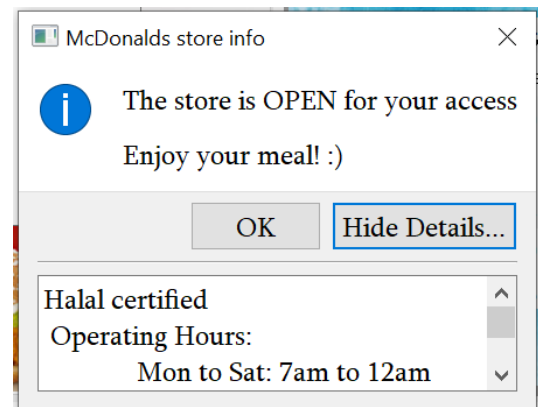 McDonalds store info
The store is OPEN for your access
Enjoy your meal! :)
OK
Hide Details...
Halal certified
Operating Hours:
Mon to Sat: 7am to 12am